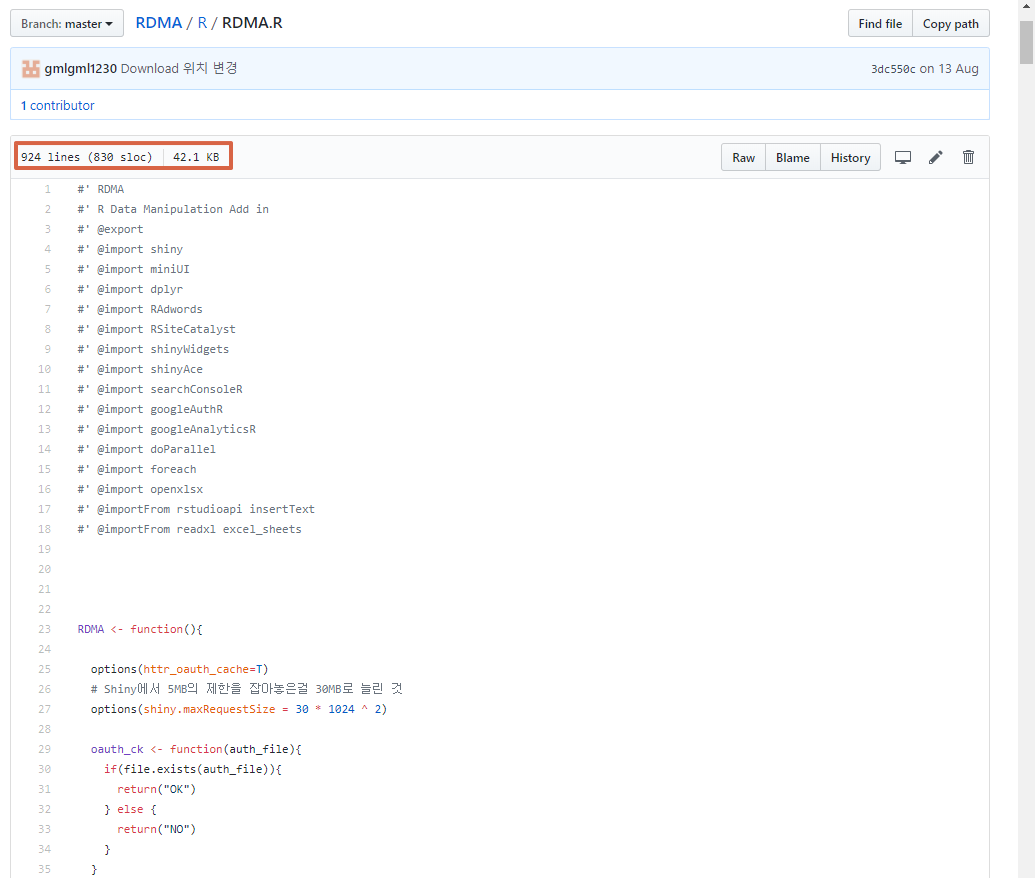 Branch: master RDMA / R / RDMA.R Find file Copy path
gmlgml1230 Download 위치 변경 3dc550c on 13 Aug
1 contributor
924 lines (830 sloc) 42.1 KB Raw Blame History
1 #' RDMA
2 #' R Data Manipulation Add in
3 #' @export
4 #' @import shiny
5 #' @import miniUI
6 #' @import dplyr
7 #' @import RAdwords
8 #' @import RSiteCatalyst
9 #' @import shinyWidgets
10 #' @import shinyAce
11 #' @import searchConsoleR
12 #' @import googleAuthR
13 #' @import googleAnalyticsR
14 #' @import doParallel
15 #' @import foreach
16 #' @import openxlsx
17 #' @importFrom rstudioapi insertText
18 #' @importFrom readxl excel_sheets
19
20
21
22
23 RDMA <- function(){
24
25 options(httr_oauth_cache=T)
26 # Shiny에서 5MB의 제한을 잡아놓은걸 30MB로 늘린 것
27 options(shiny.maxRequestSize = 30 * 1024 ^ 2)
28
29 oauth_ck <- function(auth_file){
30 if(file.exists(auth_file)){
31 return("OK")
32 } else {
33 return("NO")
34 }
35 }